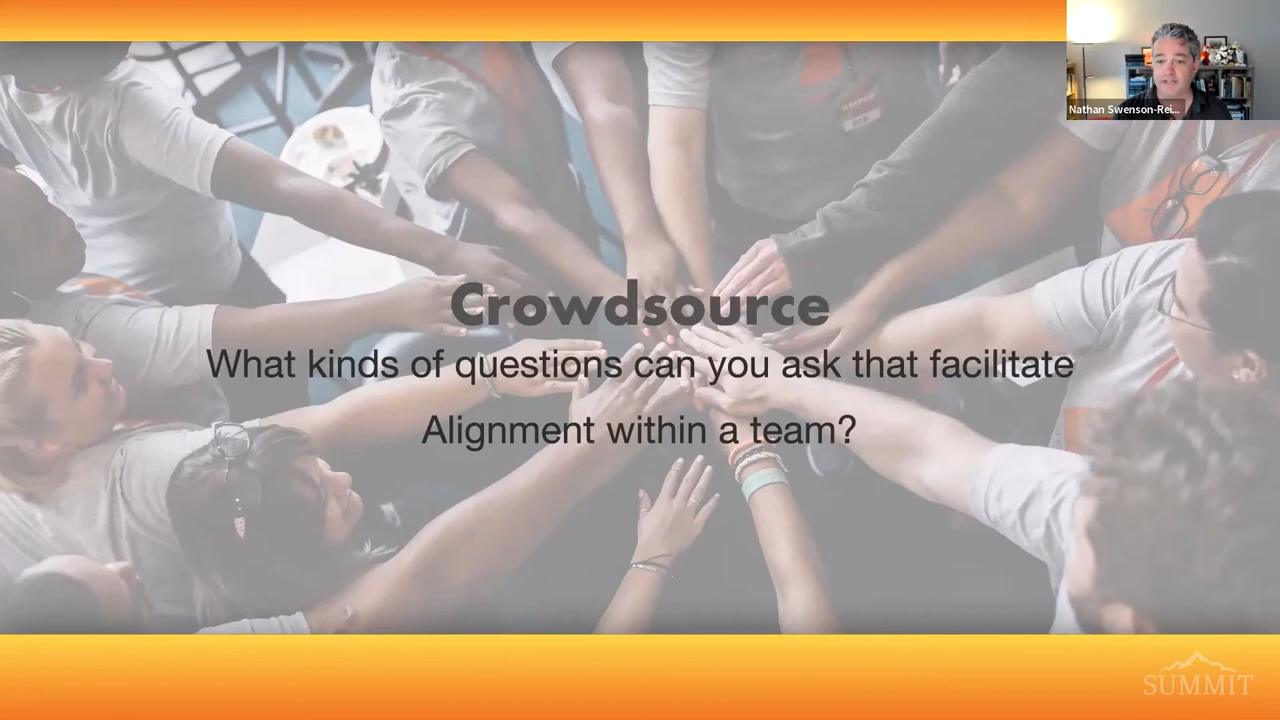 Nathan Swenson-Rei...
Crowdsource
What kinds of questions can you ask that facilitate
Alignment within a team?
SUMMIT